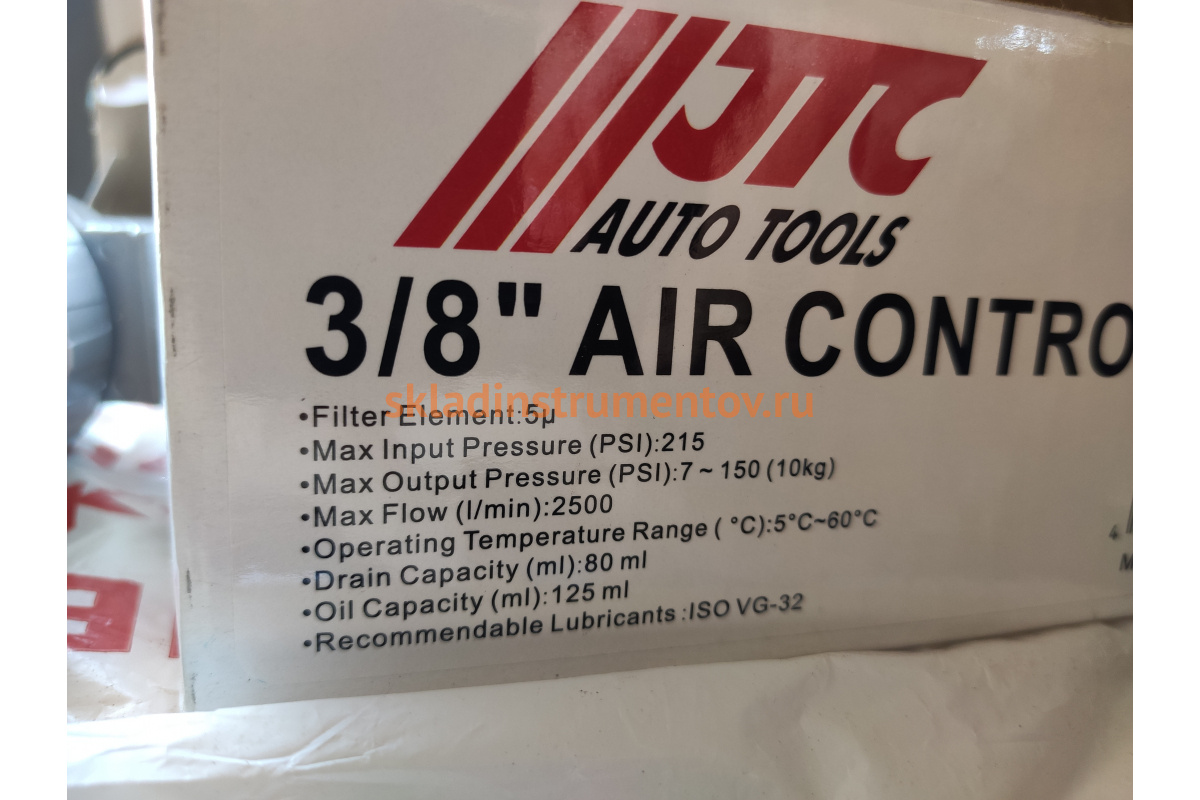 JTC
AUTO TOOLS
3/8" AIR CONTRO
skladinstrumentov.ru
•Filter Element:5μ
•Max Input Pressure (PSI):215
•Max Output Pressure (PSI):7 ~ 150 (10kg)
•Max Flow (l/min):2500
•Operating Temperature Range ( °C):5°C~60°C
•Drain Capacity (ml):80 ml
•Oil Capacity (ml):125 ml
•Recommendable Lubricants :ISO VG-32
4
M